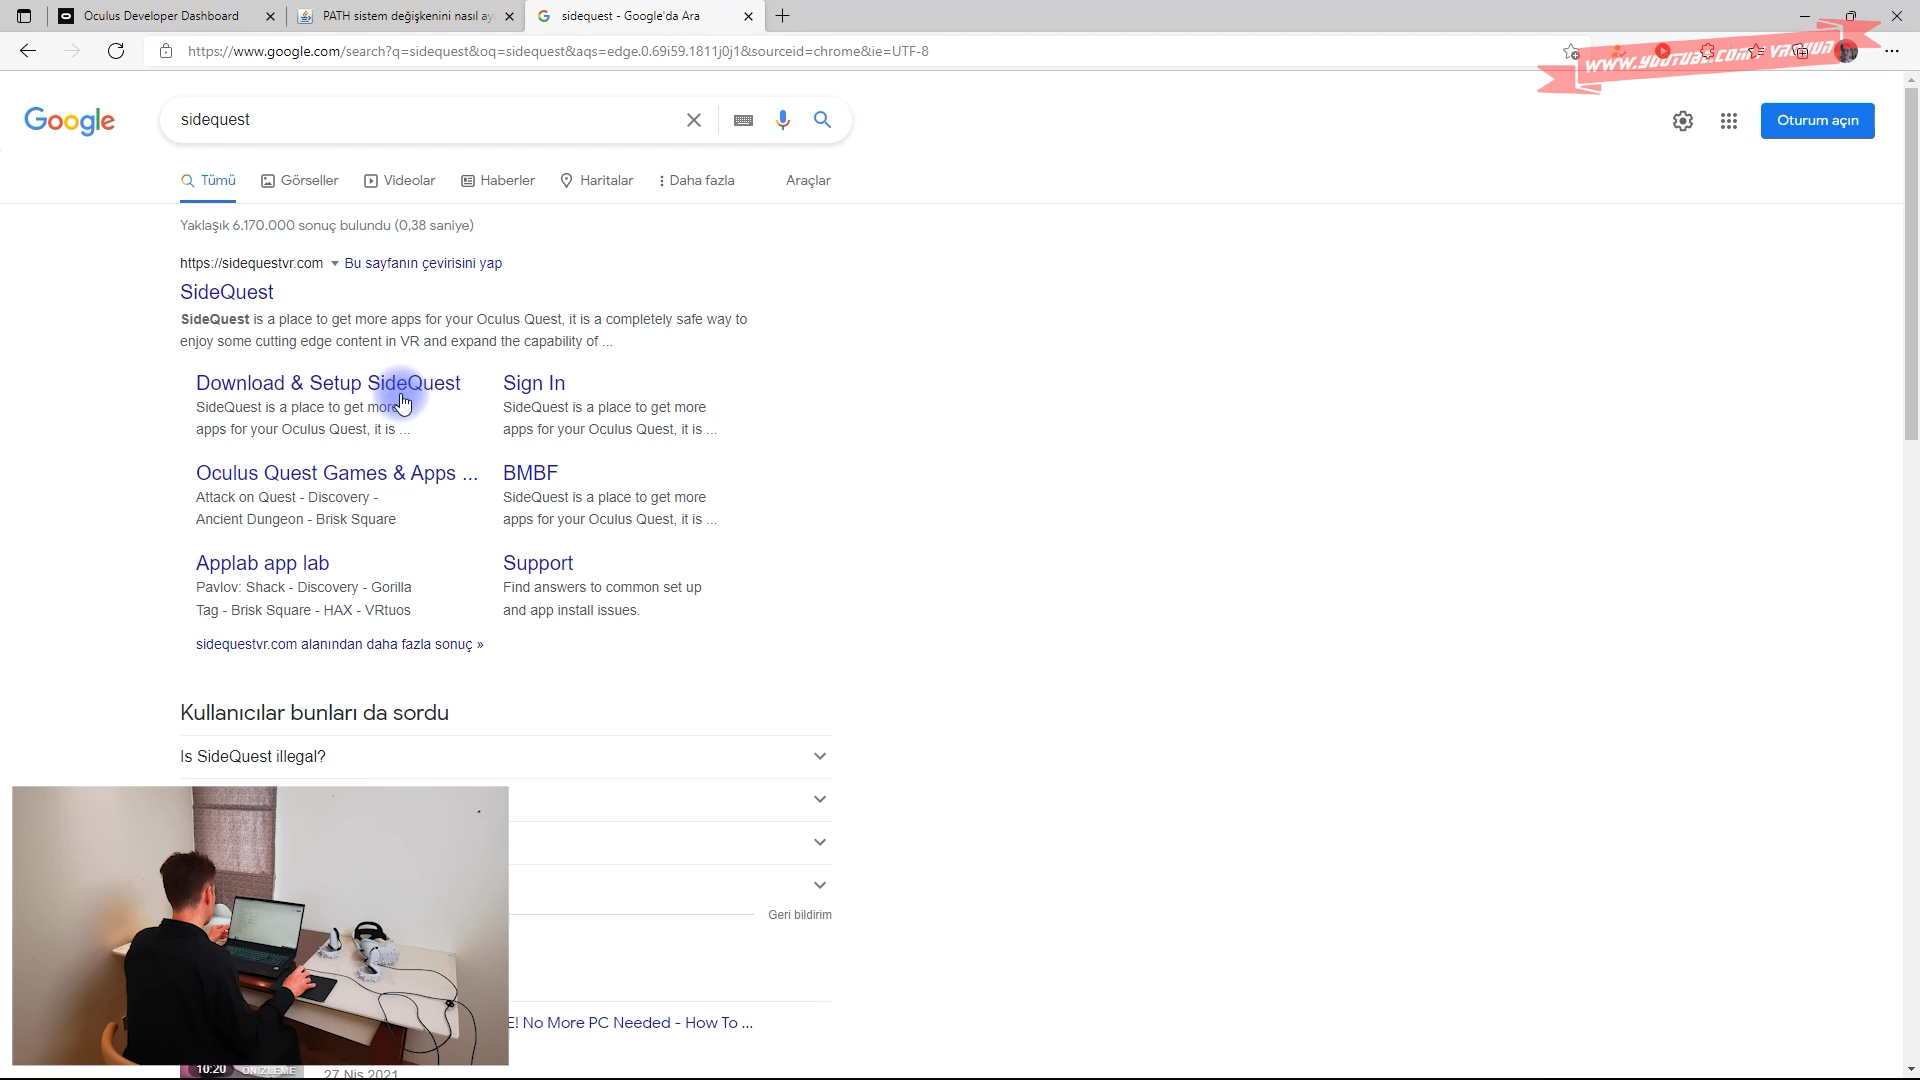 Oculus Developer Dashboard
PATH sistem değişkenini nasıl ay
sidequest - Google'da Ara
https://www.google.com/search?q=sidequest&oq=sidequest&aqs=edge.0.69i59.1811j0j1&sourceid=chrome&ie=UTF-8
Google
sidequest
Oturum açın
Tümü
Görseller
Videolar
Haberler
Haritalar
Daha fazla
Araçlar
Yaklaşık 6.170.000 sonuç bulundu (0,38 saniye)
https://sidequestvr.com Bu sayfanın çevirisini yap
SideQuest
SideQuest is a place to get more apps for your Oculus Quest, it is a completely safe way to
enjoy some cutting edge content in VR and expand the capability of ...
Download & Setup SideQuest
SideQuest is a place to get more
apps for your Oculus Quest, it is ...
Sign In
SideQuest is a place to get more
apps for your Oculus Quest, it is ...
Oculus Quest Games & Apps ...
Attack on Quest - Discovery -
Ancient Dungeon - Brisk Square
BMBF
SideQuest is a place to get more
apps for your Oculus Quest, it is ...
Applab app lab
Pavlov: Shack - Discovery - Gorilla
Tag - Brisk Square - HAX - VRtuos
Support
Find answers to common set up
and app install issues.
sidequestvr.com alanından daha fazla sonuç »
Kullanıcılar bunları da sordu
Is SideQuest illegal?
Geri bildirim
E! No More PC Needed - How To ...
10:20 ÖNİZLEME
27 Nis 2021